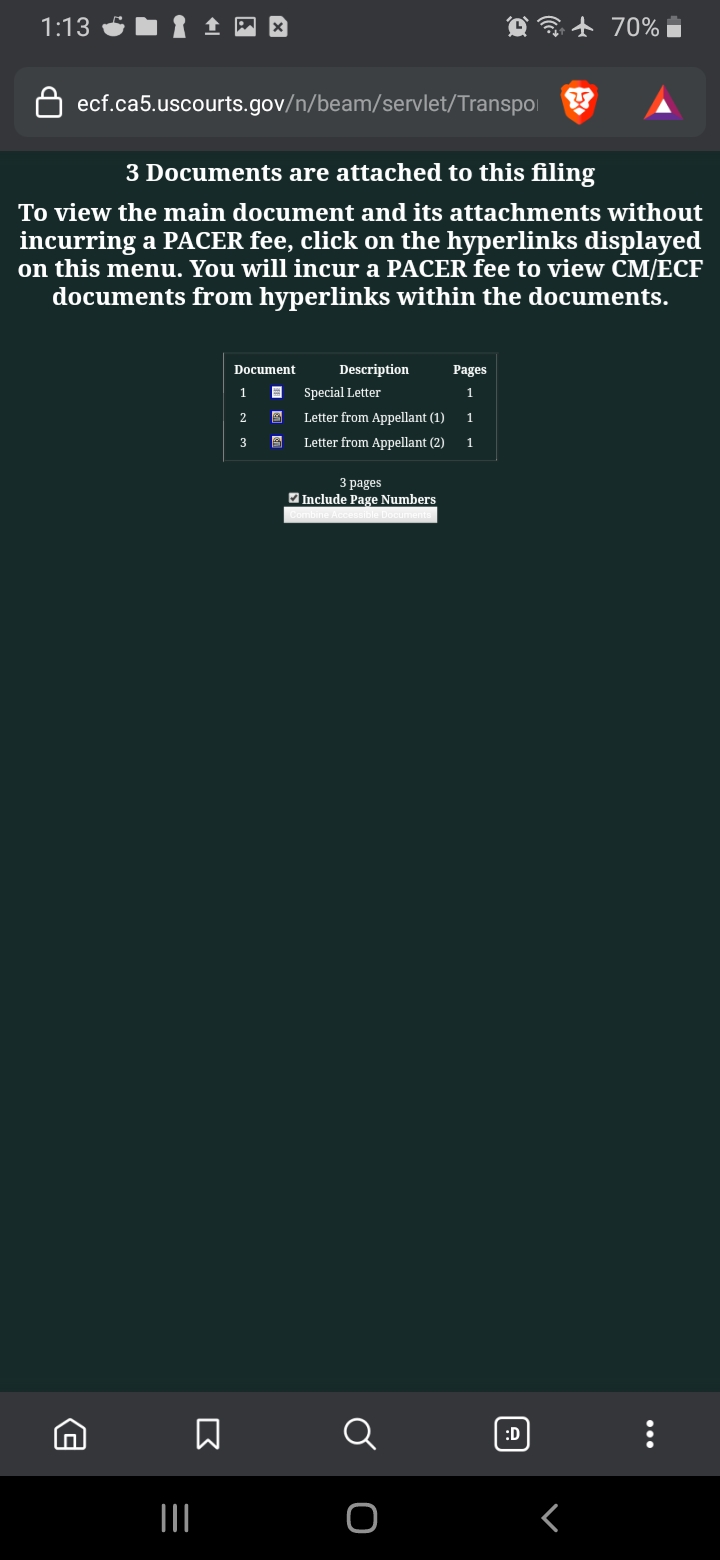 1:13
70%
ecf.ca5.uscourts.gov/n/beam/servlet/Transpo
3 Documents are attached to this filing
To view the main document and its attachments without
incurring a PACER fee, click on the hyperlinks displayed
on this menu. You will incur a PACER fee to view CM/ECF
documents from hyperlinks within the documents.
Document Description Pages
1 Special Letter 1
2 Letter from Appellant (1) 1
3 Letter from Appellant (2) 1
3 pages
Include Page Numbers
Combine Accessible Documents
:D